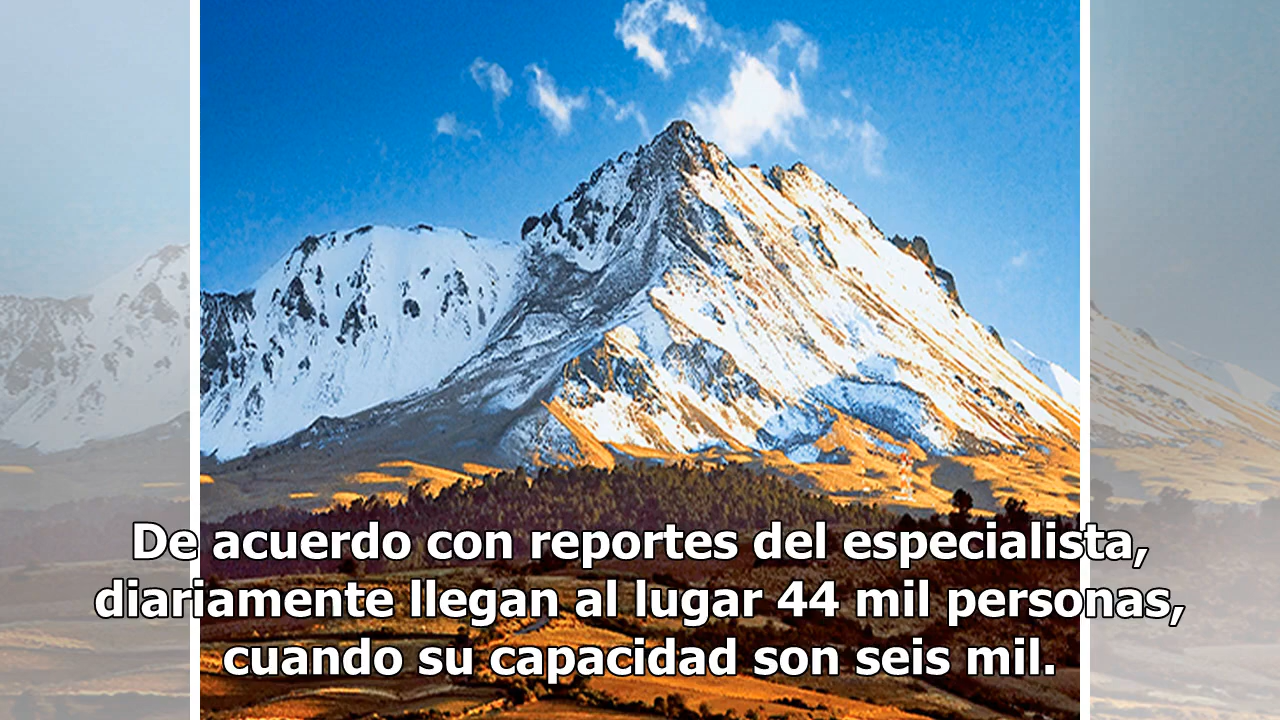 De acuerdo con reportes del especialista,
diariamente llegan al lugar 44 mil personas,
cuando su capacidad son seis mil.